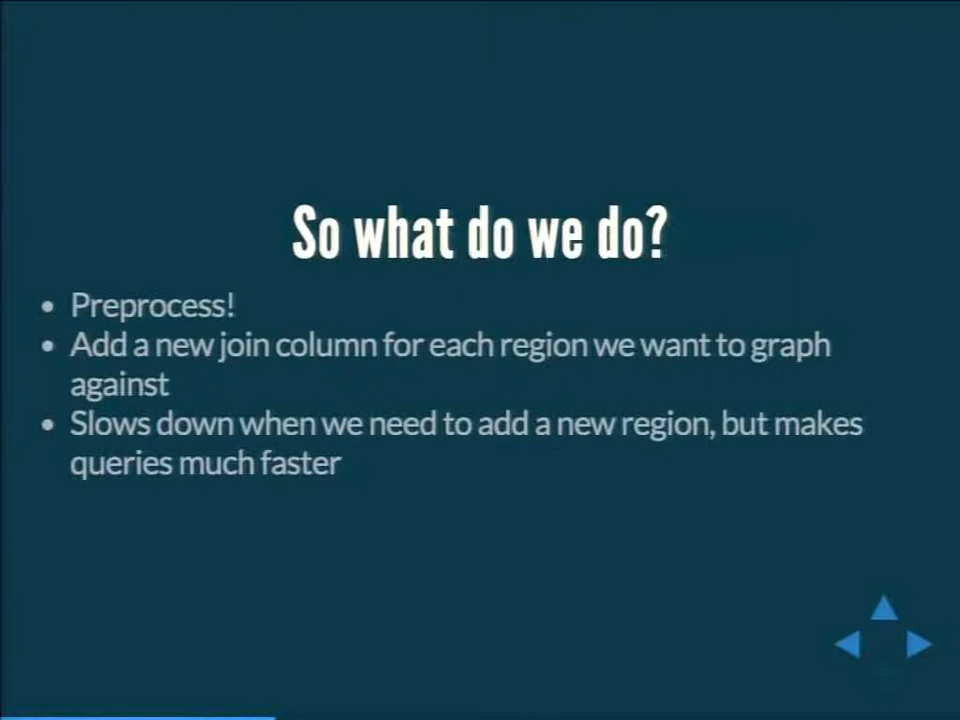 So what do we do?
• Preprocess!
• Add a new join column for each region we want to graph
against
• Slows down when we need to add a new region, but makes
queries much faster